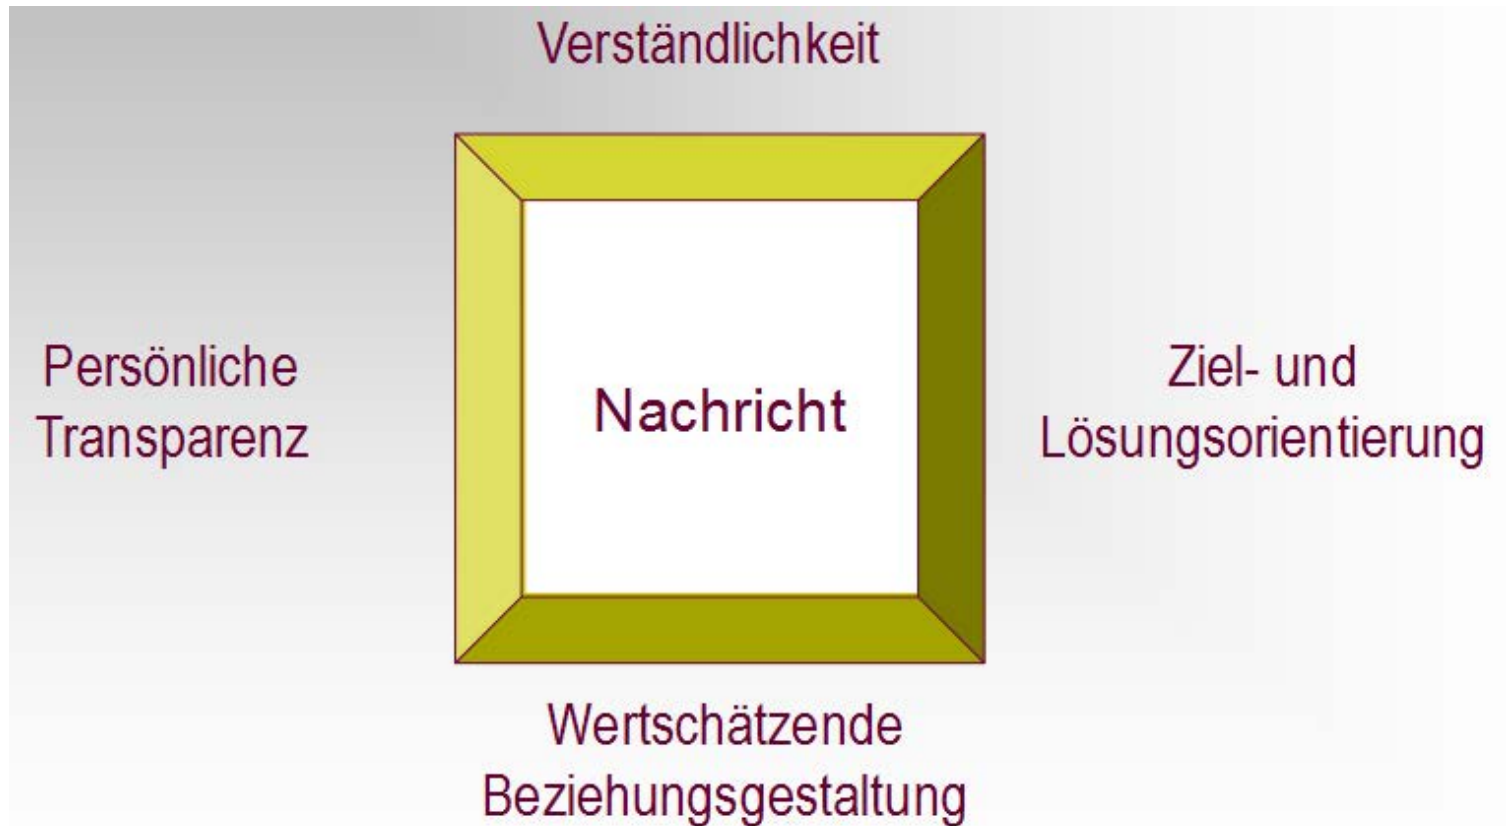 Verständlichkeit
Persönliche
Transparenz
Nachricht
Ziel- und
Lösungsorientierung
Wertschätzende
Beziehungsgestaltung